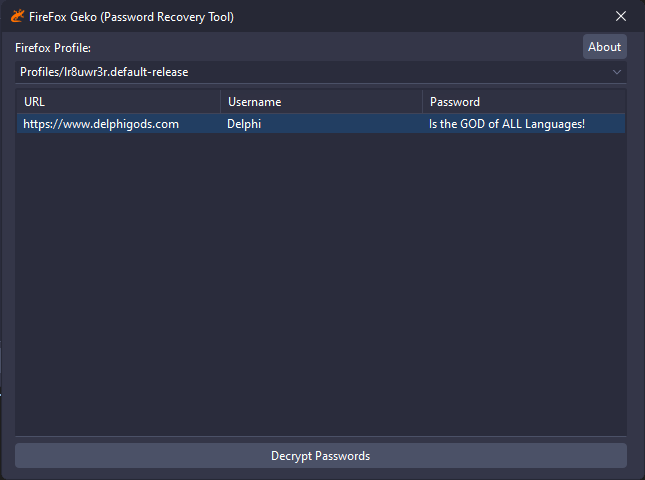 FireFox Geko (Password Recovery Tool)
Firefox Profile:
About
Profiles/lr8uwr3r.default-release
URL Username Password
https://www.delphigods.com Delphi Is the GOD of ALL Languages!
Decrypt Passwords